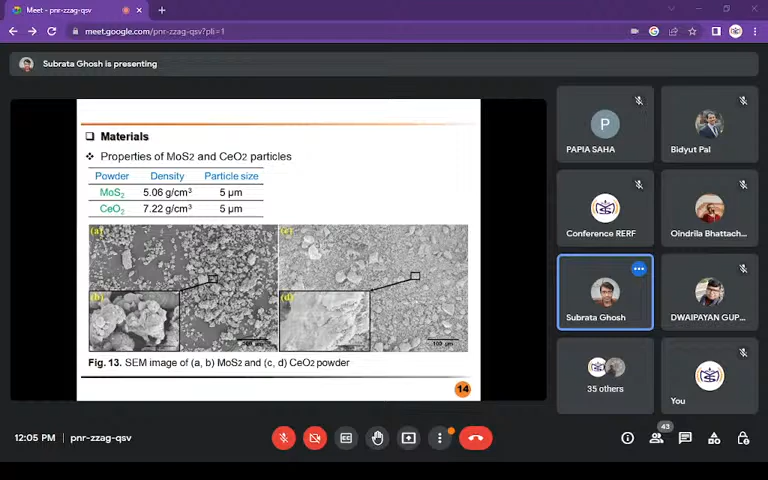 Meet - pnr-zzag-qsv
meet.google.com/pnr-zzag-qsv?pli=1
Subrata Ghosh is presenting
Materials
Properties of MoS2 and CeO2 particles
Powder Density Particle size
MoS2 5.06 g/cm3 5 μm
CeO2 7.22 g/cm3 5 μm
(a) (c)
(b) (d)
100 μm
Fig. 13. SEM image of (a, b) MoS2 and (c, d) CeO2 powder
14
P
PAPIA SAHA
Bidyut Pal
Conference RERF
Oindrila Bhattach...
Subrata Ghosh
DWAIPAYAN GUP...
35 others
You
12:05 PM | pnr-zzag-qsv
43